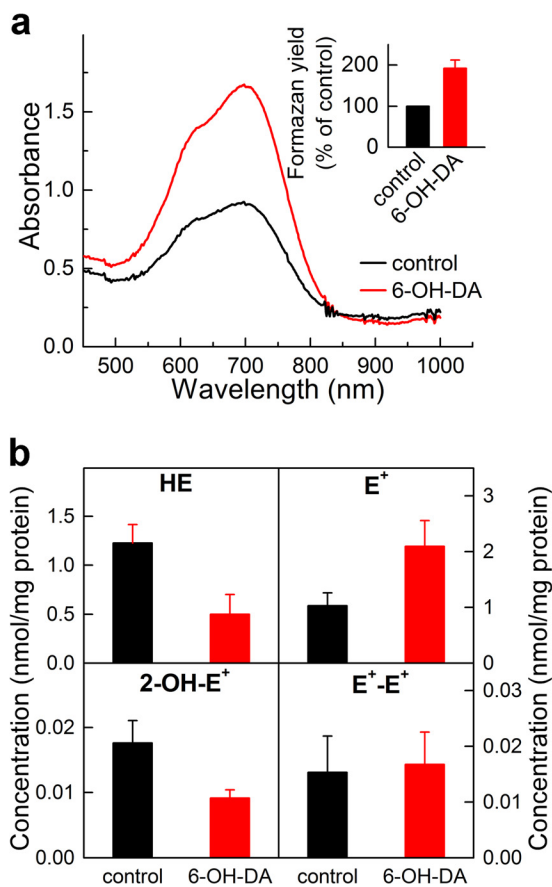 a
Absorbance
1.5
1.0
0.5
0.0
500 600 700 800 900 1000
Wavelength (nm)
Formazan yield
(% of control)
200
100
0
control
6-OH-DA
control
6-OH-DA
b
Concentration (nmol/mg protein)
HE
1.5
1.0
0.5
0.0
E⁺
3
2
1
0
2-OH-E⁺
0.02
0.01
0.00
E⁺-E⁺
0.03
0.02
0.01
0.00
control 6-OH-DA control 6-OH-DA
Concentration (nmol/mg protein)